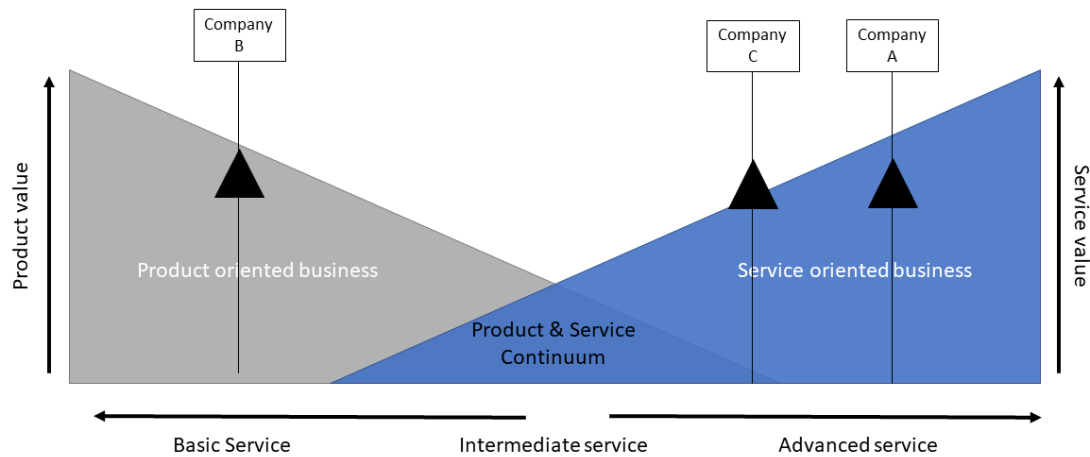 Company
B
Company
C
Company
A
Product value
Product oriented business
Product & Service
Continuum
Service oriented business
Service value
Basic Service
Intermediate service
Advanced service